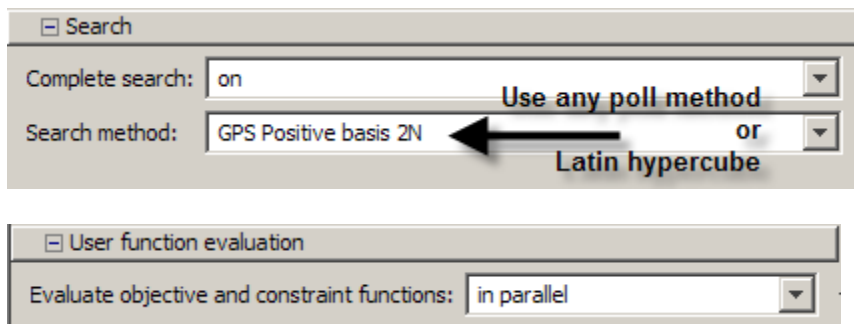 Search
Complete search: on
Use any poll method
Search method: GPS Positive basis 2N
or
Latin hypercube
User function evaluation
Evaluate objective and constraint functions: in parallel